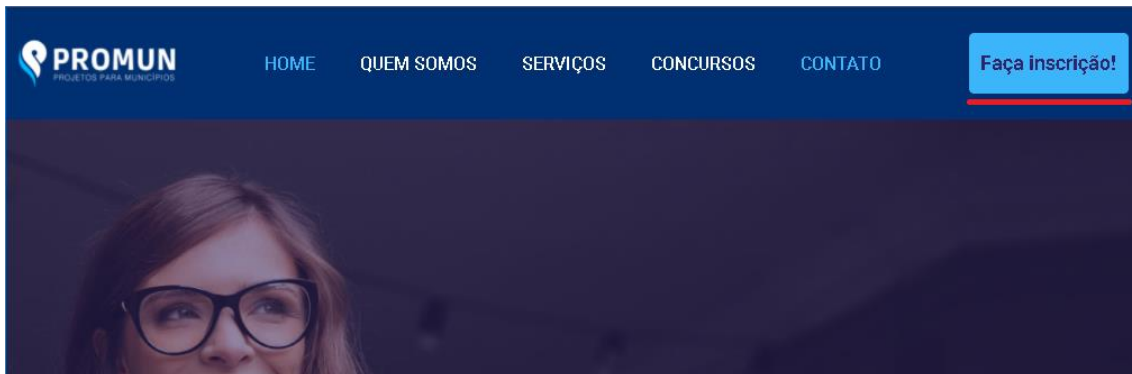 PROMUN
PROJETOS PARA MUNICÍPIOS
HOME QUEM SOMOS SERVIÇOS CONCURSOS CONTATO Faça inscrição!